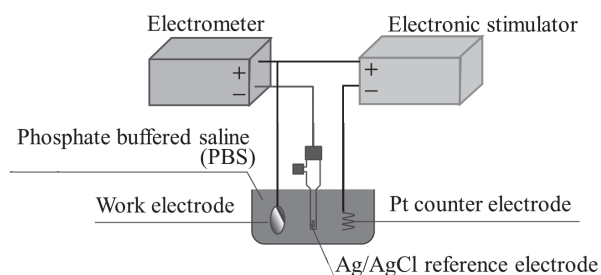 Electrometer
Electronic stimulator
+
−
+
−
Phosphate buffered saline
(PBS)
Work electrode
Pt counter electrode
Ag/AgCl reference electrode